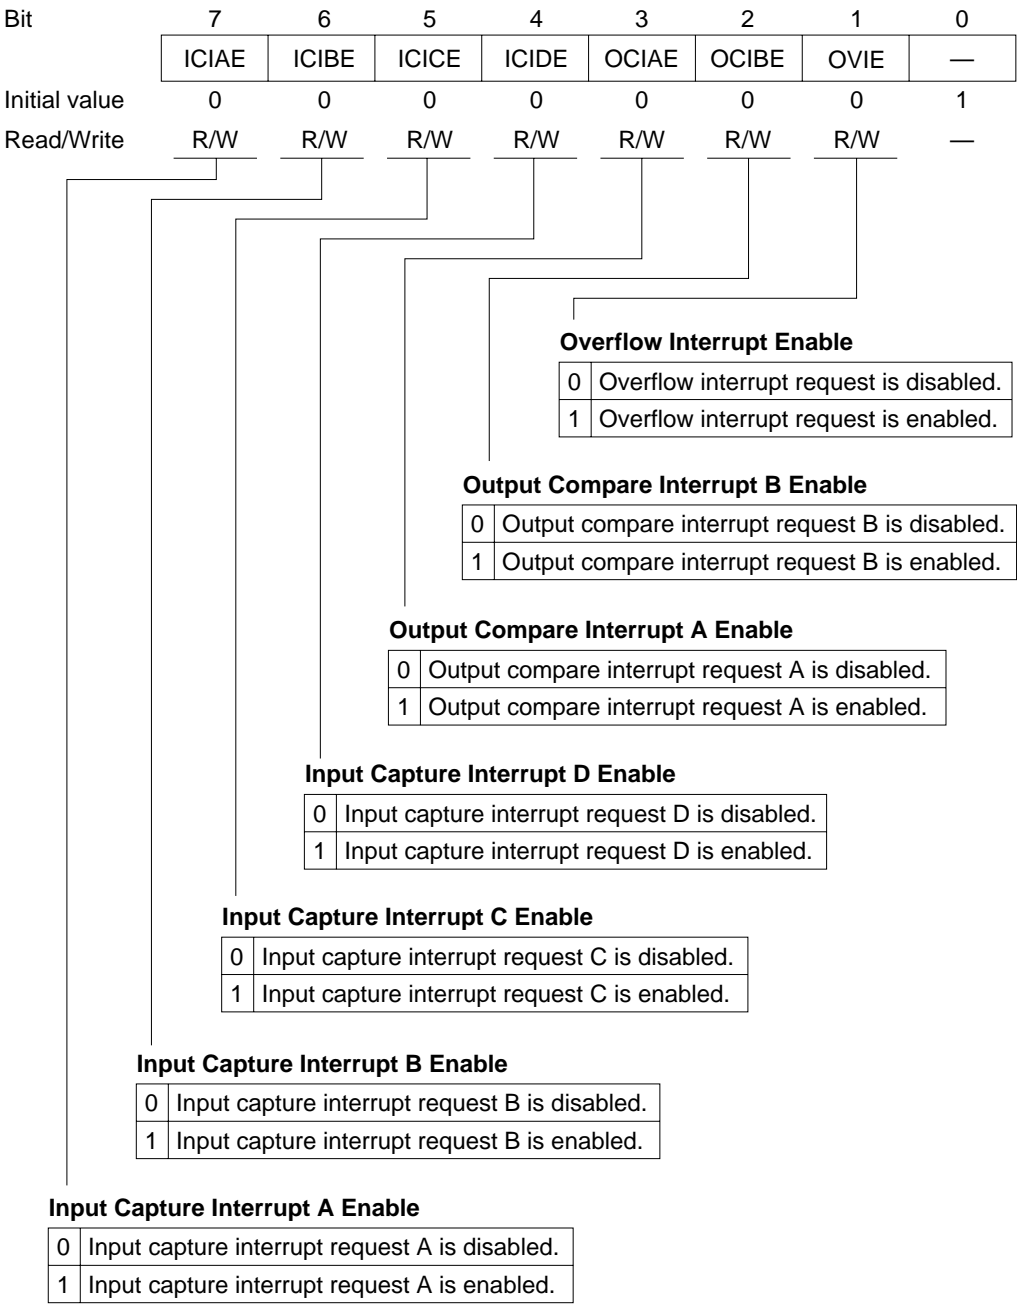 Bit 7 6 5 4 3 2 1 0
ICIAE ICIBE ICICE ICIDE OCIAE OCIBE OVIE —
Initial value 0 0 0 0 0 0 0 1
Read/Write R/W R/W R/W R/W R/W R/W R/W —
Overflow Interrupt Enable
0 Overflow interrupt request is disabled.
1 Overflow interrupt request is enabled.
Output Compare Interrupt B Enable
0 Output compare interrupt request B is disabled.
1 Output compare interrupt request B is enabled.
Output Compare Interrupt A Enable
0 Output compare interrupt request A is disabled.
1 Output compare interrupt request A is enabled.
Input Capture Interrupt D Enable
0 Input capture interrupt request D is disabled.
1 Input capture interrupt request D is enabled.
Input Capture Interrupt C Enable
0 Input capture interrupt request C is disabled.
1 Input capture interrupt request C is enabled.
Input Capture Interrupt B Enable
0 Input capture interrupt request B is disabled.
1 Input capture interrupt request B is enabled.
Input Capture Interrupt A Enable
0 Input capture interrupt request A is disabled.
1 Input capture interrupt request A is enabled.